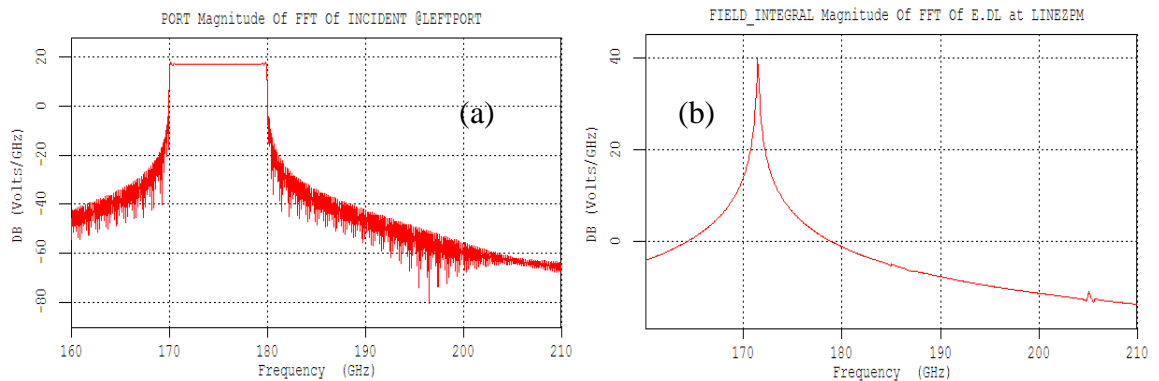 PORT Magnitude Of FFT Of INCIDENT @LEFTPORT
DB (Volts/GHz)
20
0
-20
-40
-60
-80
(a)
160 170 180 190 200 210
Frequency (GHz)
FIELD_INTEGRAL Magnitude Of FFT Of E.DL at LINEZPM
DB (Volts/GHz)
40
20
0
(b)
170 180 190 200 210
Frequency (GHz)